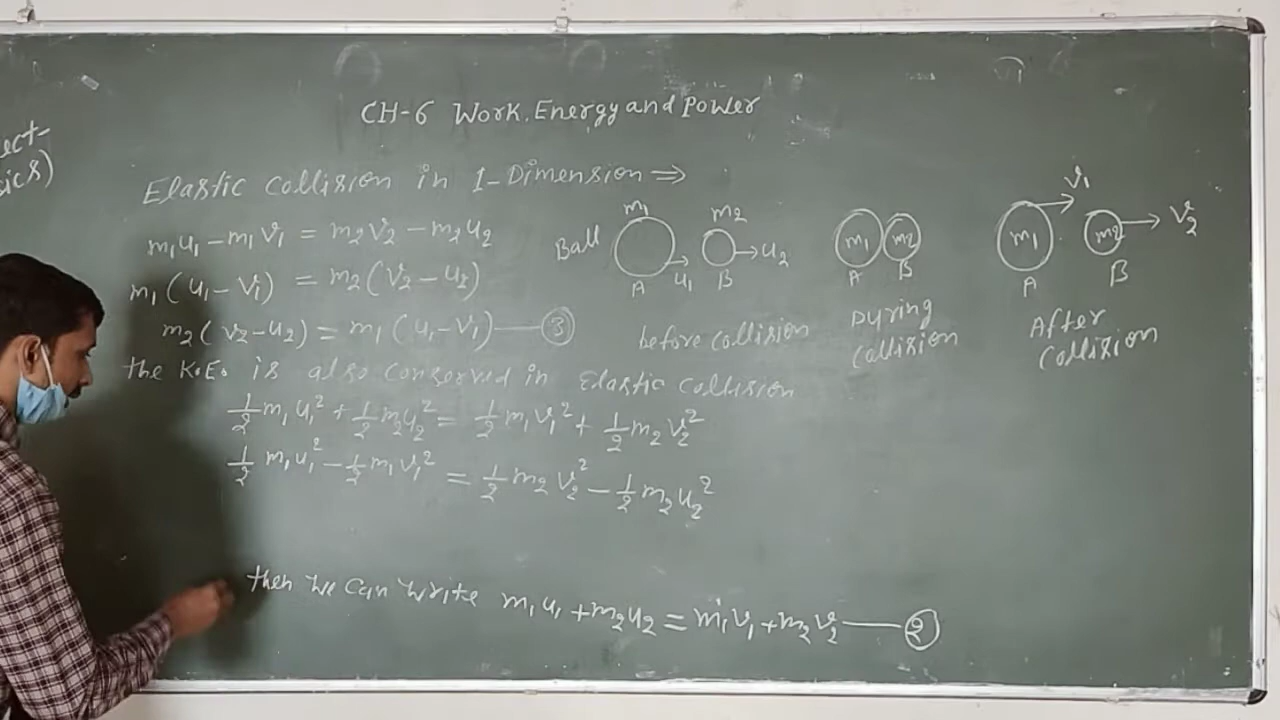 ect-
sics)
CH-6 Work, Energy and Power
Elastic Collision in 1-Dimension ⇒
m₁u₁ - m₁v₁ = m₂v₂ - m₂u₂
m₁(u₁ - v₁) = m₂(v₂ - u₂)
m₂(v₂ - u₂) = m₁(u₁ - v₁) — ③
the K.E. is also conserved in Elastic Collision
½m₁u₁² + ½m₂u₂² = ½m₁v₁² + ½m₂v₂²
½m₁u₁² - ½m₁v₁² = ½m₂v₂² - ½m₂u₂²
then we can write m₁u₁ + m₂u₂ = m₁v₁ + m₂v₂ — ②
m₁ m₂
Ball → u₁ → u₂
A B
before collision
m₁ m₂
A B
During
Collision
v₁
m₁ m₂ → v₂
A B
After
Collision